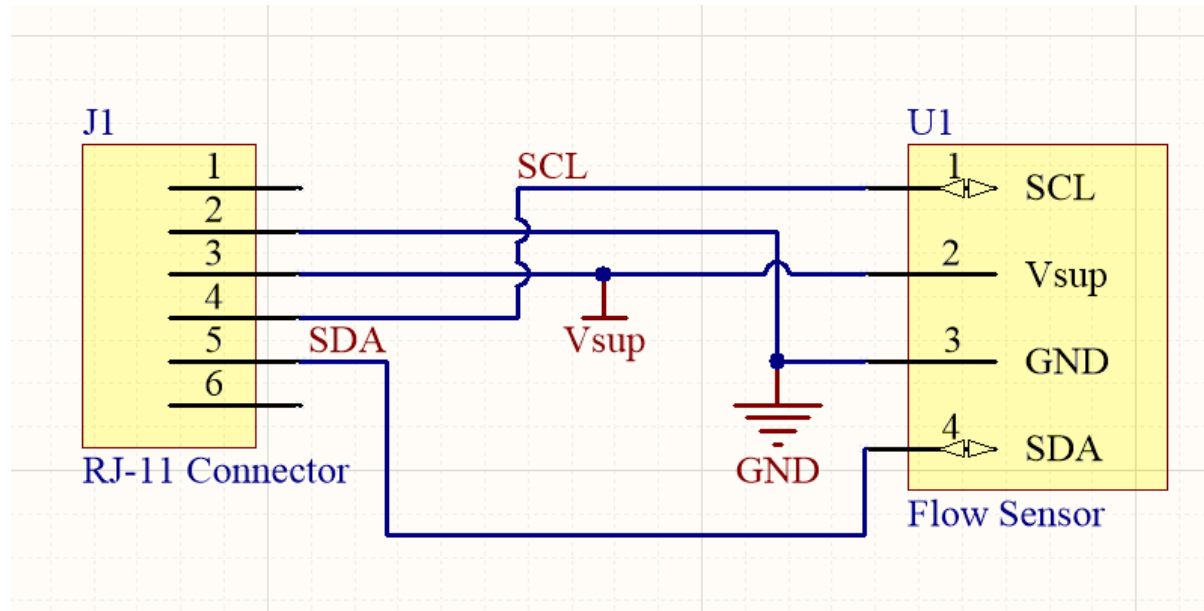 J1
1
2
3
4
5
6
RJ-11 Connector
SCL
SDA
Vsup
GND
U1
1 SCL
2 Vsup
3 GND
4 SDA
Flow Sensor